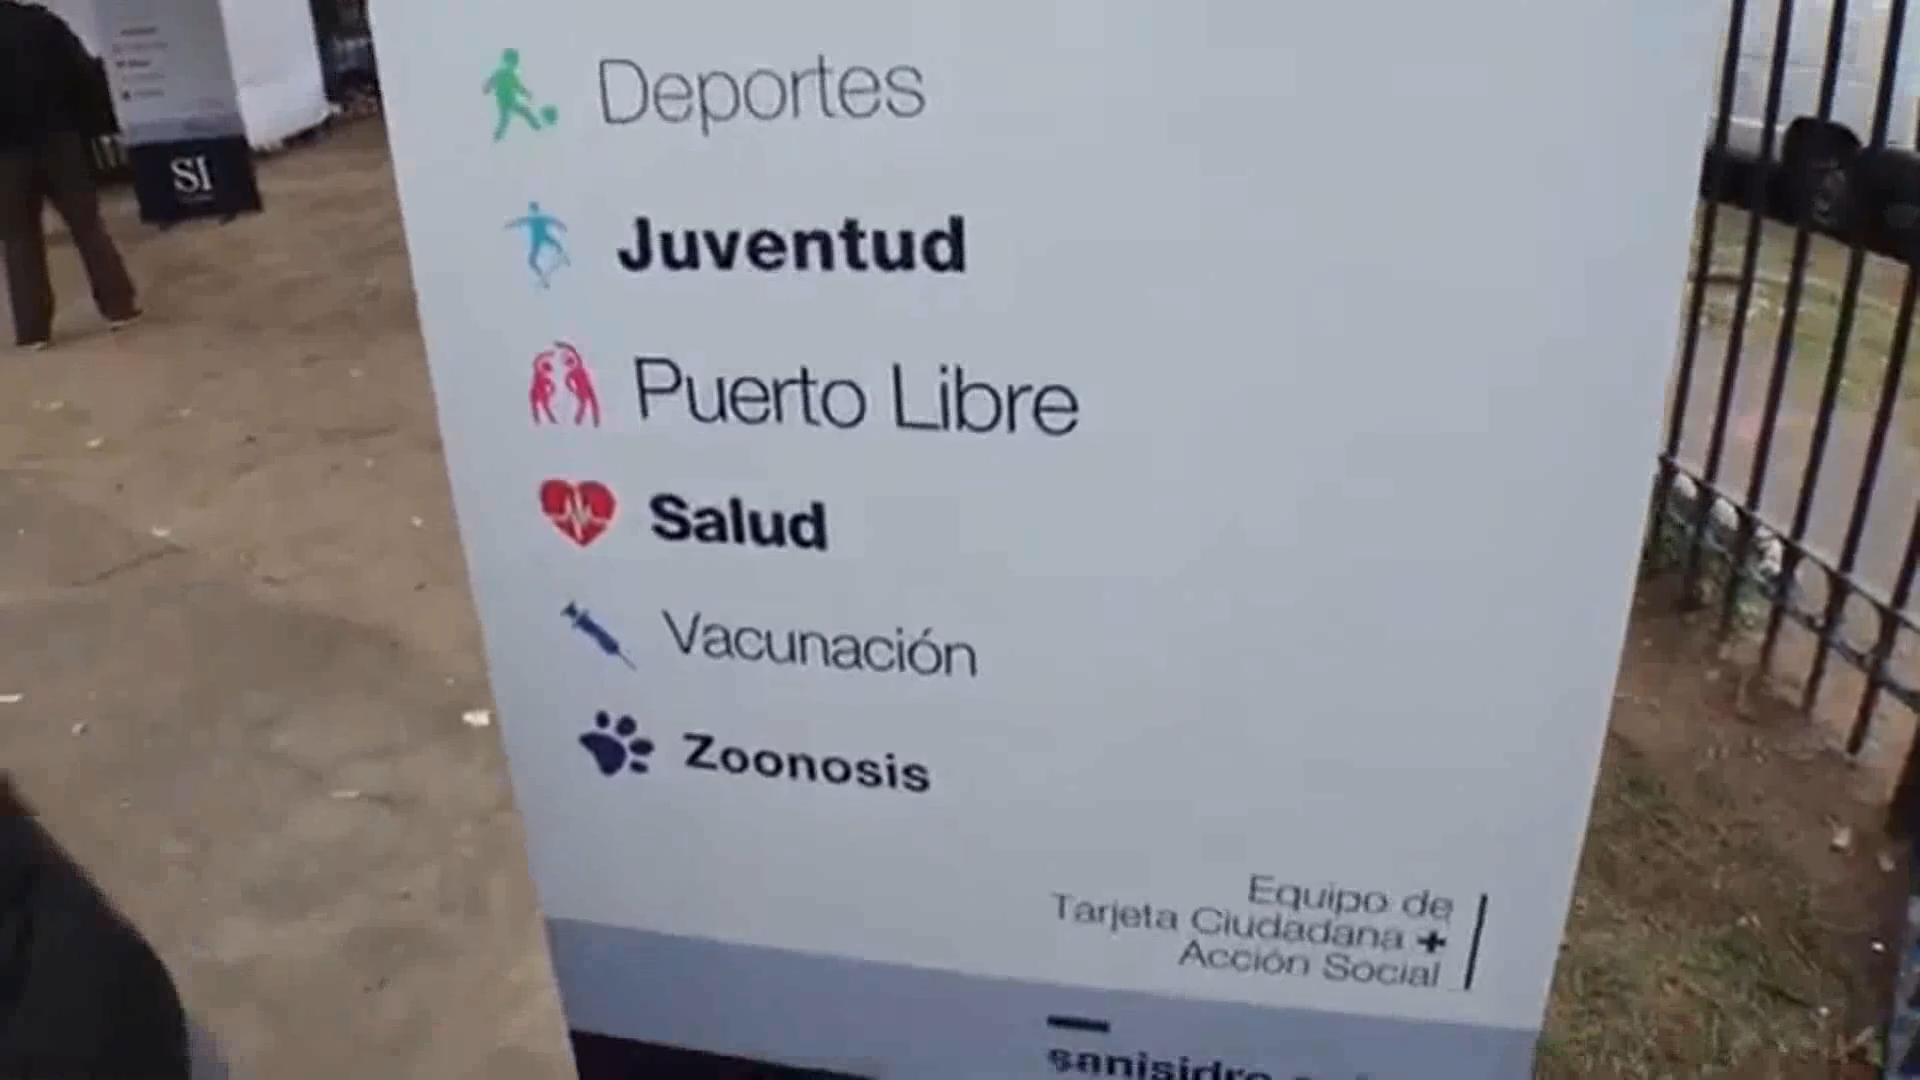 SI
Deportes
Juventud
Puerto Libre
Salud
Vacunación
Zoonosis
Equipo de
Tarjeta Ciudadana +
Acción Social